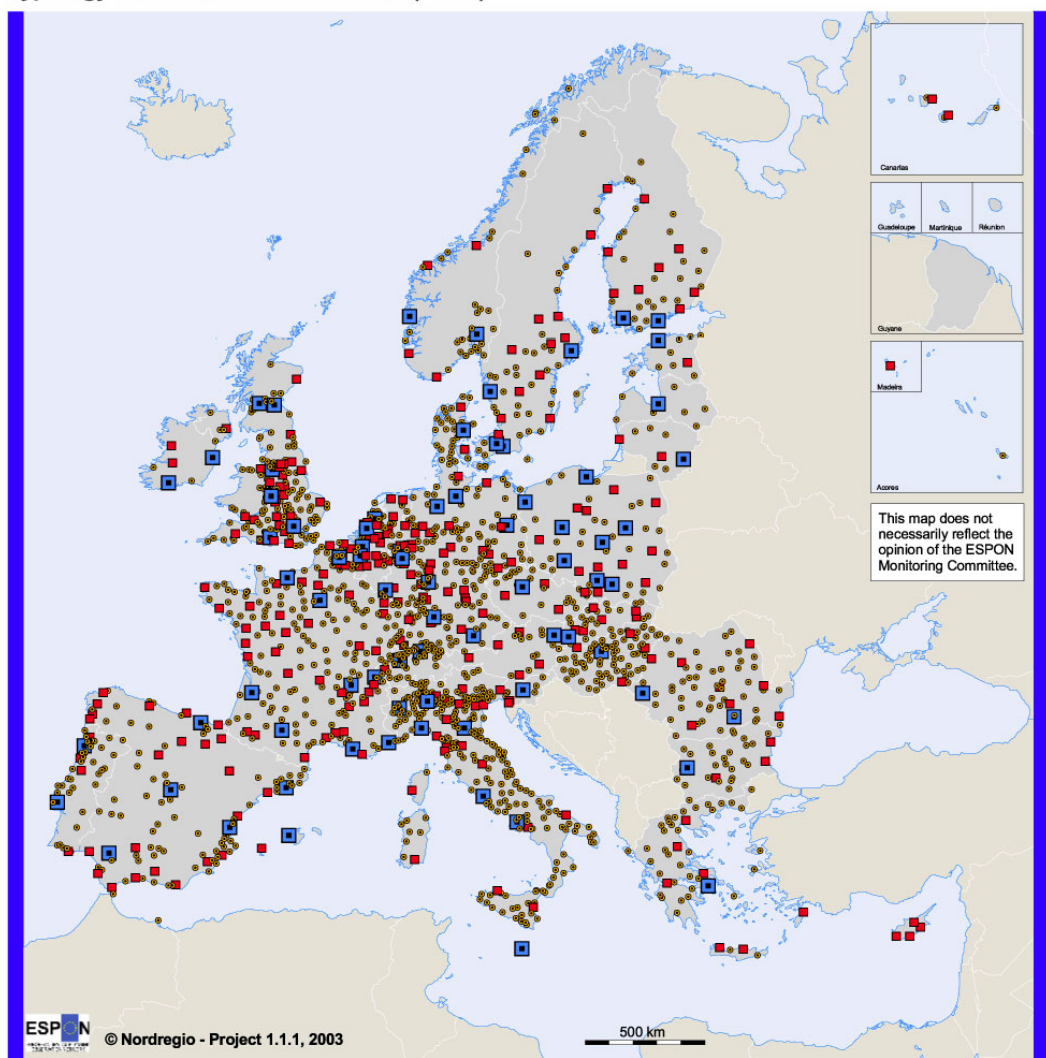 Canarias
Guadeloupe
Martinique
Réunion
Guyane
Madeira
Acores
This map does not
necessarily reflect the
opinion of the ESPON
Monitoring Committee.
ESPON
© Nordregio - Project 1.1.1, 2003
500 km